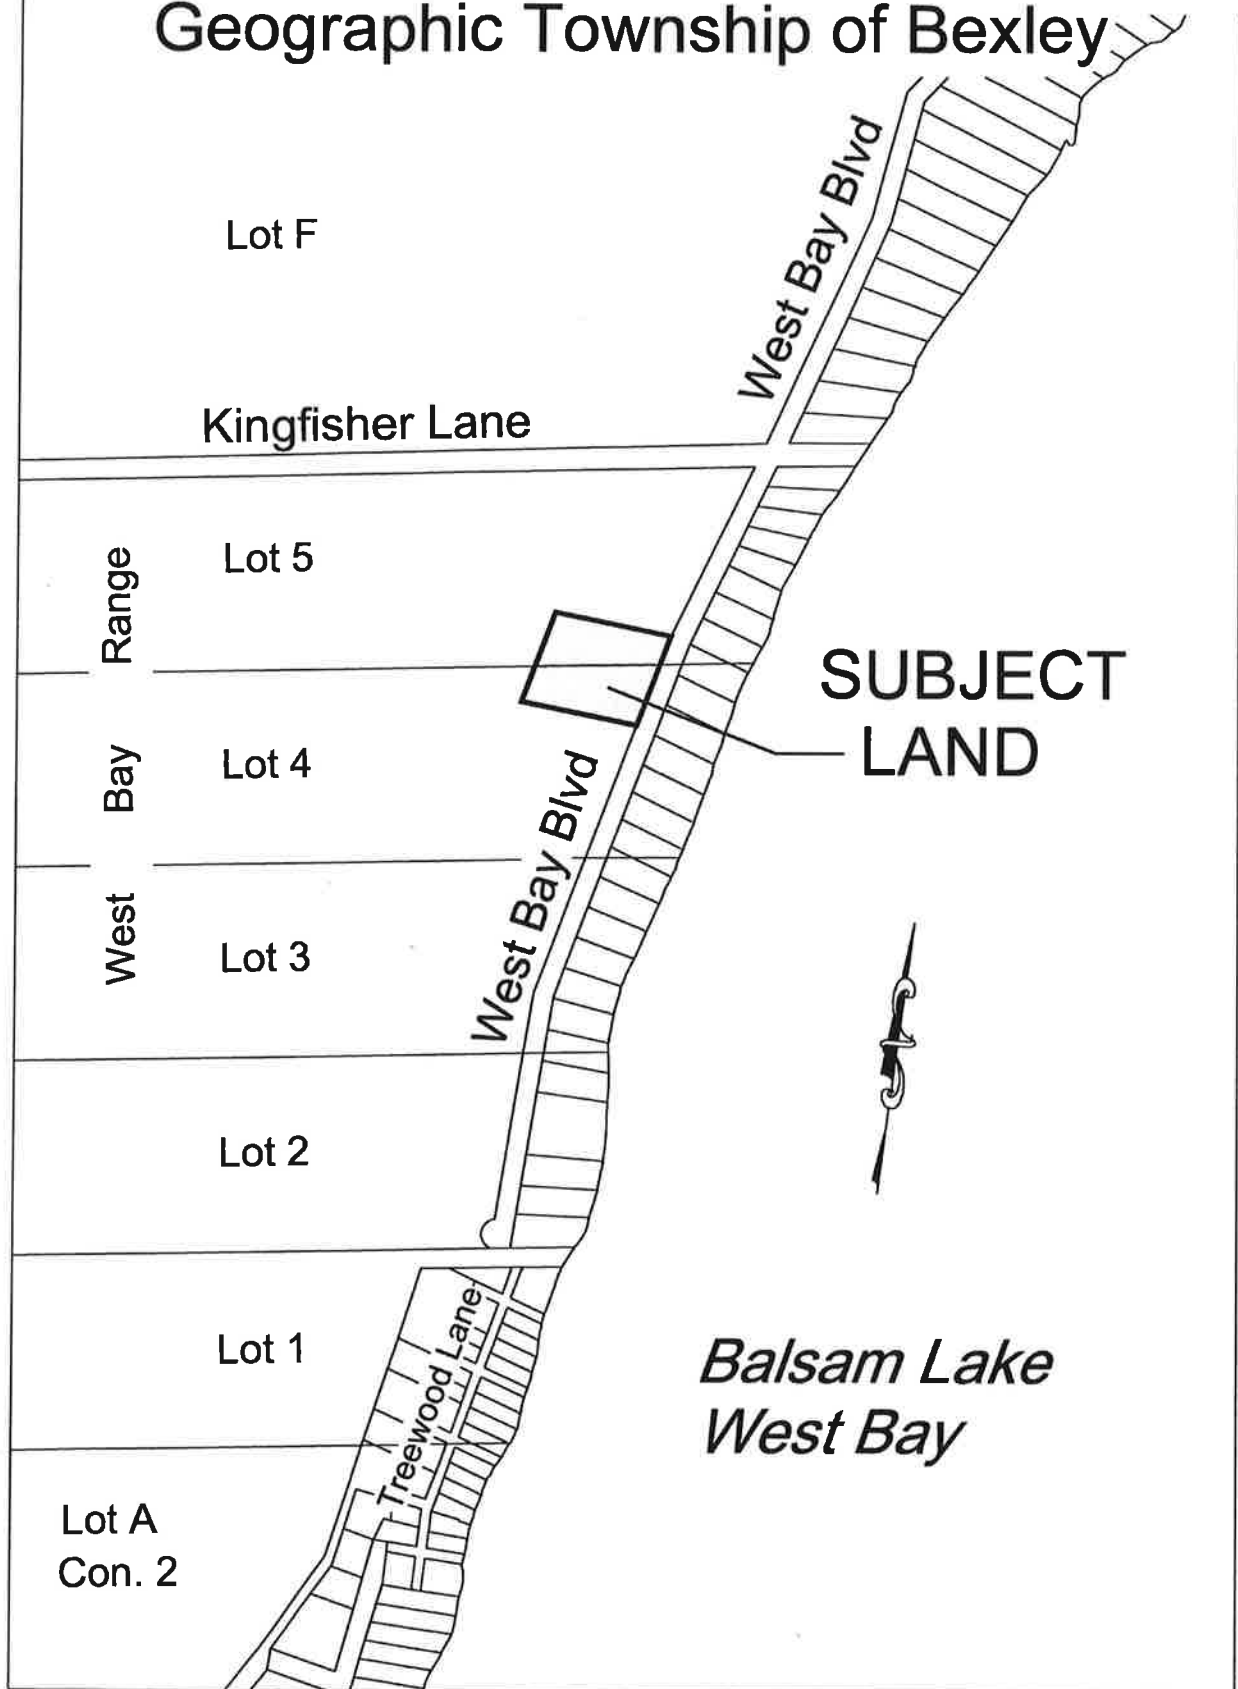 Geographic Township of Bexley
West Bay Blvd
Lot F
Kingfisher Lane
Lot 5
West Bay Range
SUBJECT
LAND
Lot 4
West Bay Blvd
Lot 3
Lot 2
Lot 1
Treewood Lane
Balsam Lake
West Bay
Lot A
Con. 2